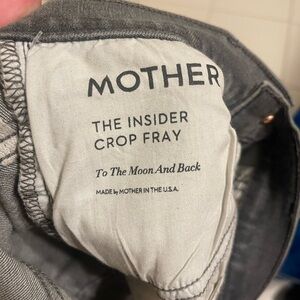 MOTHER
THE INSIDER
CROP FRAY
To The Moon And Back
MADE by MOTHER IN THE U.S.A.